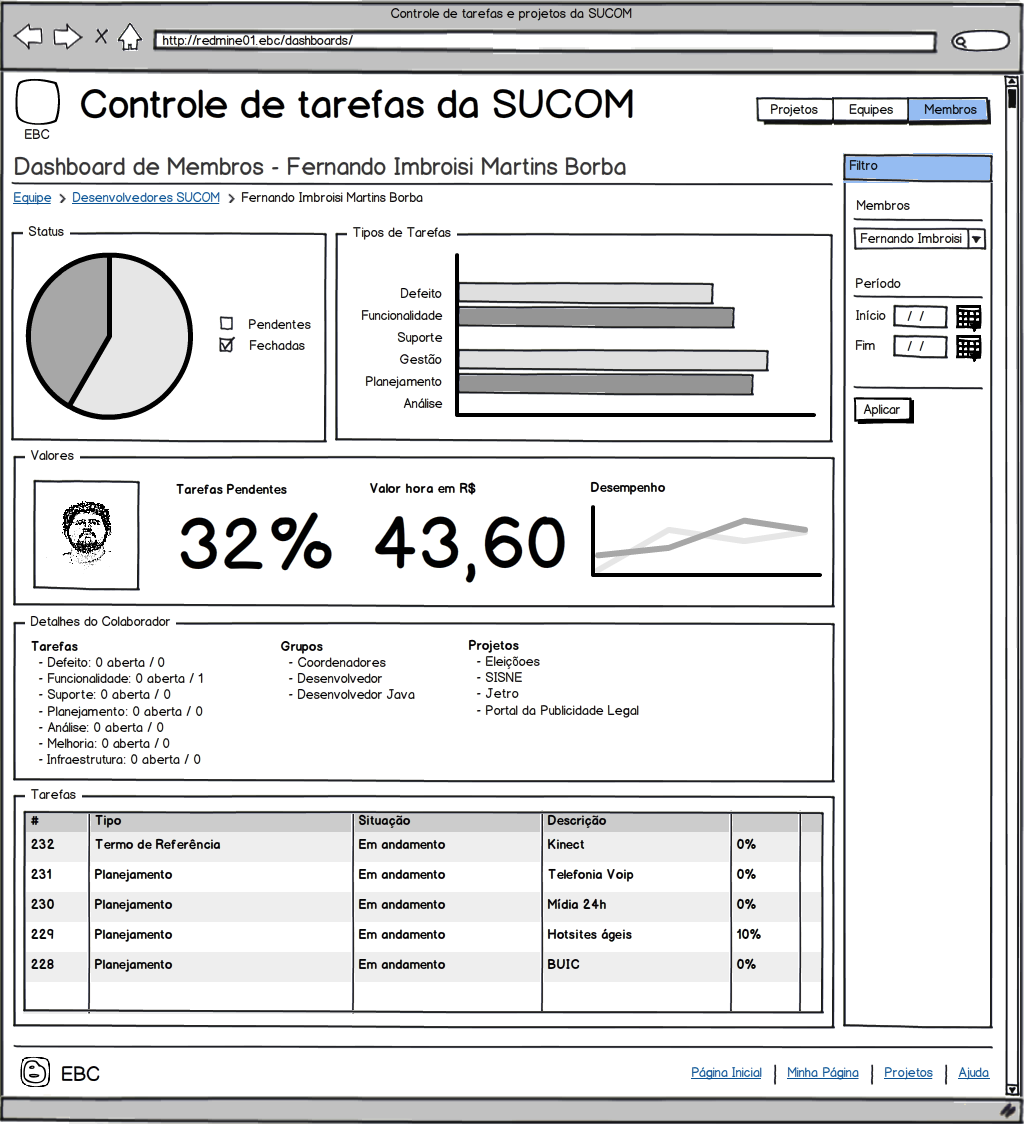 Controle de tarefas e projetos da SUCOM
http://redmine01.ebc/dashboards/
EBC
Controle de tarefas da SUCOM
Projetos Equipes Membros
Dashboard de Membros - Fernando Imbroisi Martins Borba
Equipe > Desenvolvedores SUCOM > Fernando Imbroisi Martins Borba
Filtro
Membros
Fernando Imbroisi
Período
Início / /
Fim / /
Aplicar
Status
Pendentes
Fechadas
Tipos de Tarefas
Defeito
Funcionalidade
Suporte
Gestão
Planejamento
Análise
Valores
Tarefas Pendentes
32%
Valor hora em R$
43,60
Desempenho
Detalhes do Colaborador
Tarefas
- Defeito: 0 aberta / 0
- Funcionalidade: 0 aberta / 1
- Suporte: 0 aberta / 0
- Planejamento: 0 aberta / 0
- Análise: 0 aberta / 0
- Melhoria: 0 aberta / 0
- Infraestrutura: 0 aberta / 0
Grupos
- Coordenadores
- Desenvolvedor
- Desenvolvedor Java
Projetos
- Eleições
- SISNE
- Jetro
- Portal da Publicidade Legal
Tarefas
# Tipo Situação Descrição
232 Termo de Referência Em andamento Kinect 0%
231 Planejamento Em andamento Telefonia Voip 0%
230 Planejamento Em andamento Mídia 24h 0%
229 Planejamento Em andamento Hotsites ágeis 10%
228 Planejamento Em andamento BUIC 0%
EBC
Página Inicial | Minha Página | Projetos | Ajuda